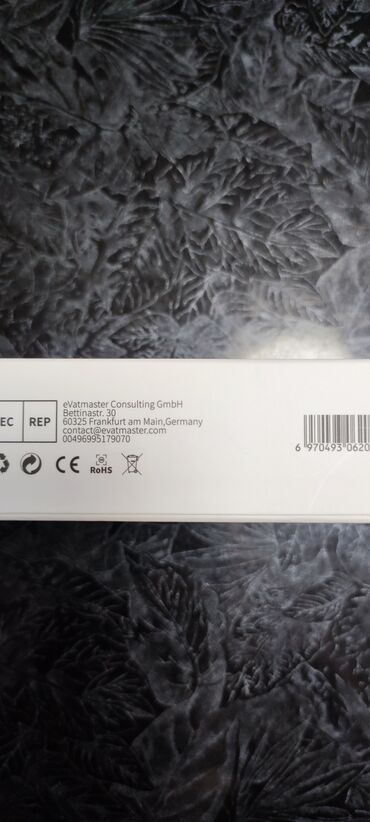 EC REP
eVatmaster Consulting GmbH
Bettinastr. 30
60325 Frankfurt am Main,Germany
contact@evatmaster.com
00496995179070
CE RoHS
6 970493 0620